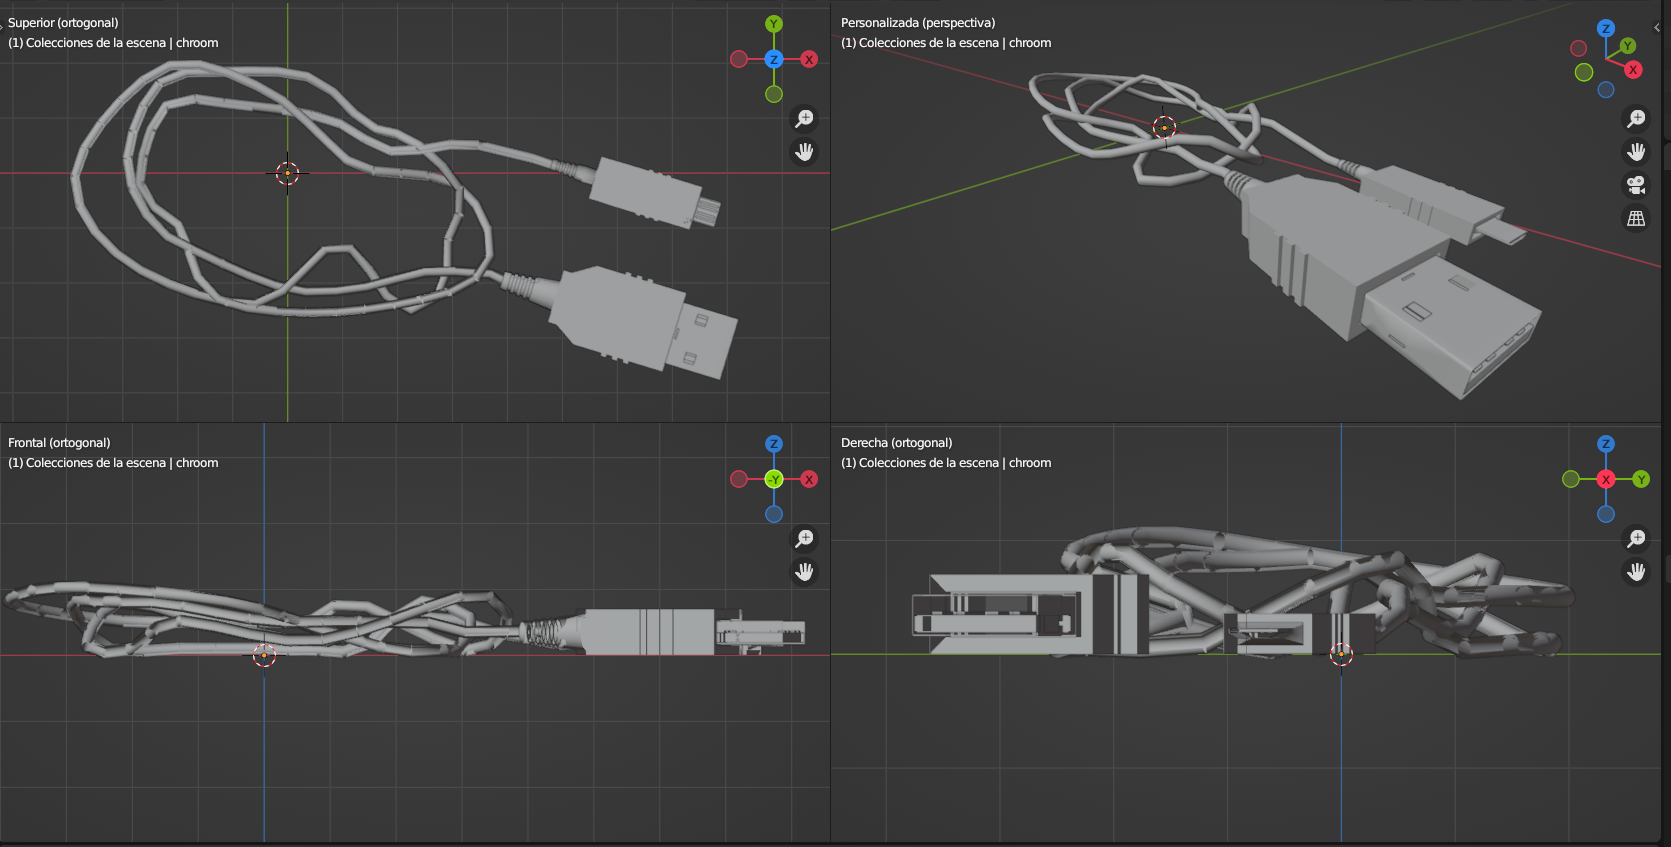 Superior (ortogonal)
(1) Colecciones de la escena | chroom
Y
Z
X
Personalizada (perspectiva)
(1) Colecciones de la escena | chroom
Z
Y
X
Frontal (ortogonal)
(1) Colecciones de la escena | chroom
Z
-Y
X
Derecha (ortogonal)
(1) Colecciones de la escena | chroom
Z
X
Y